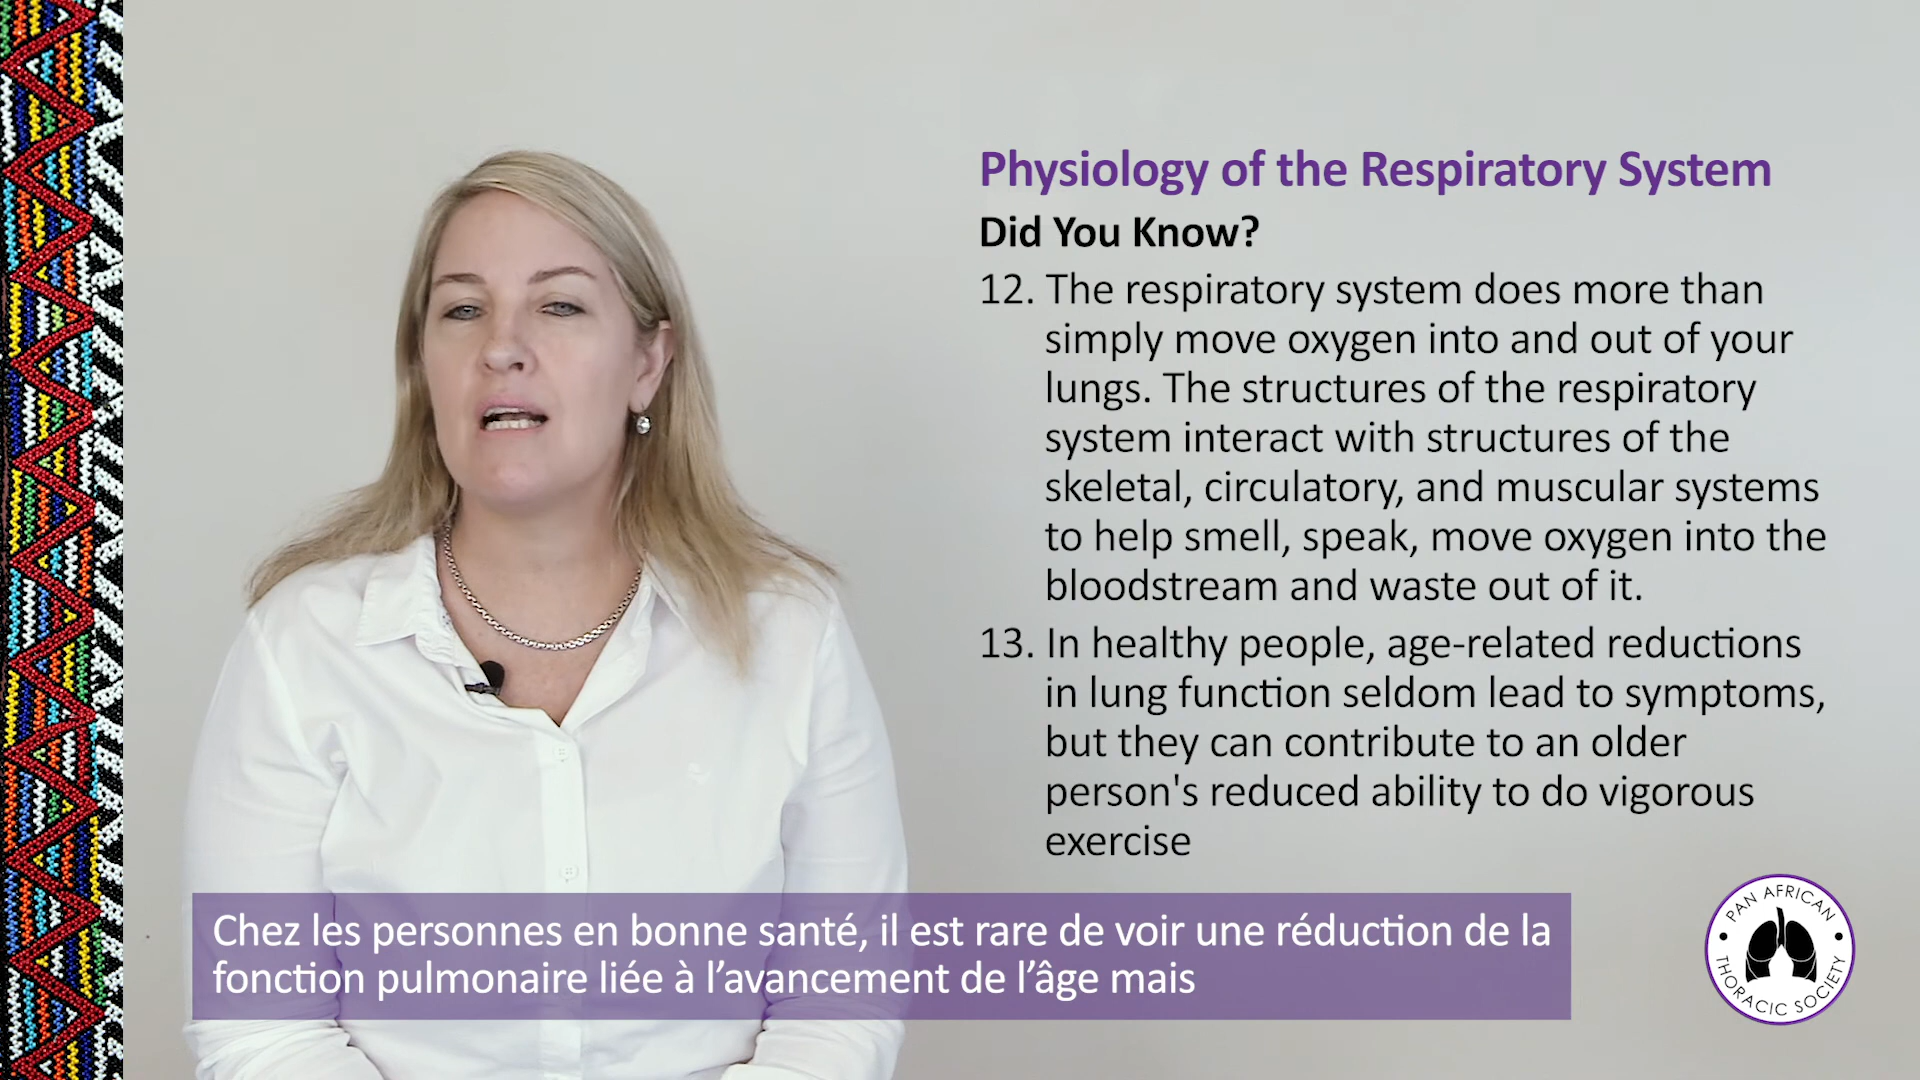 Physiology of the Respiratory System
Did You Know?
12. The respiratory system does more than
simply move oxygen into and out of your
lungs. The structures of the respiratory
system interact with structures of the
skeletal, circulatory, and muscular systems
to help smell, speak, move oxygen into the
bloodstream and waste out of it.
13. In healthy people, age-related reductions
in lung function seldom lead to symptoms,
but they can contribute to an older
person's reduced ability to do vigorous
exercise
Chez les personnes en bonne santé, il est rare de voir une réduction de la
fonction pulmonaire liée à l’avancement de l’âge mais
PAN AFRICAN
THORACIC SOCIETY